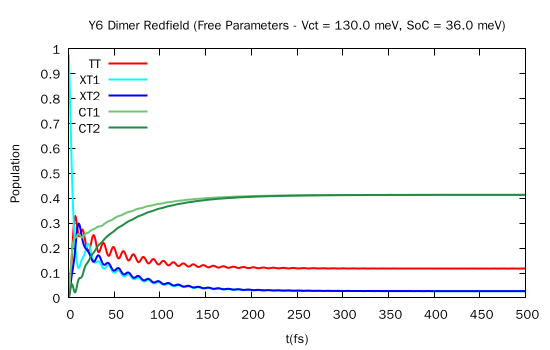 Y6 Dimer Redfield (Free Parameters - Vct = 130.0 meV, SoC = 36.0 meV)
Population
1
0.9
0.8
0.7
0.6
0.5
0.4
0.3
0.2
0.1
0
TT
XT1
XT2
CT1
CT2
0 50 100 150 200 250 300 350 400 450 500
t(fs)